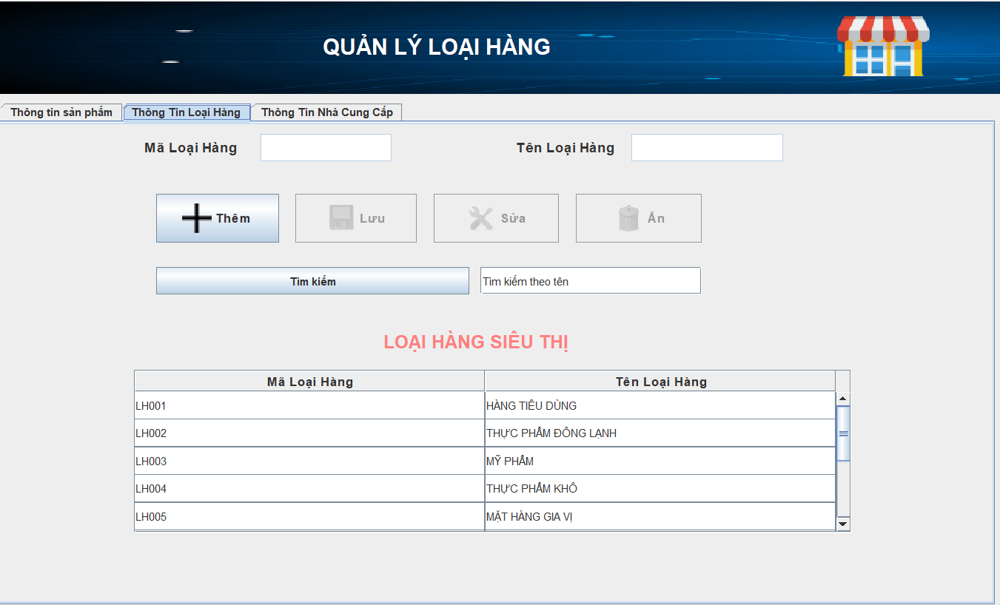 QUẢN LÝ LOẠI HÀNG
Thông tin sản phẩm Thông Tin Loại Hàng Thông Tin Nhà Cung Cấp
Mã Loại Hàng Tên Loại Hàng
Thêm Lưu Sửa Ẩn
Tìm kiếm Tìm kiếm theo tên
LOẠI HÀNG SIÊU THỊ
Mã Loại Hàng Tên Loại Hàng
LH001 HÀNG TIÊU DÙNG
LH002 THỰC PHẨM ĐÔNG LẠNH
LH003 MỸ PHẨM
LH004 THỰC PHẨM KHÔ
LH005 MẶT HÀNG GIA VỊ